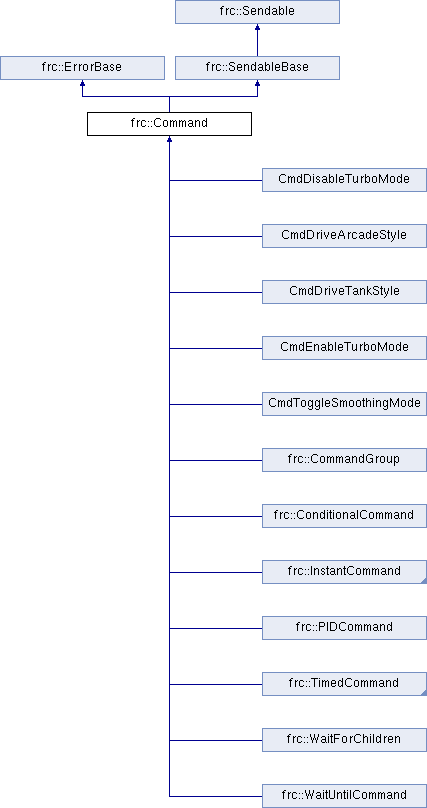 frc::Sendable
frc::ErrorBase
frc::SendableBase
frc::Command
CmdDisableTurboMode
CmdDriveArcadeStyle
CmdDriveTankStyle
CmdEnableTurboMode
CmdToggleSmoothingMode
frc::CommandGroup
frc::ConditionalCommand
frc::InstantCommand
frc::PIDCommand
frc::TimedCommand
frc::WaitForChildren
frc::WaitUntilCommand